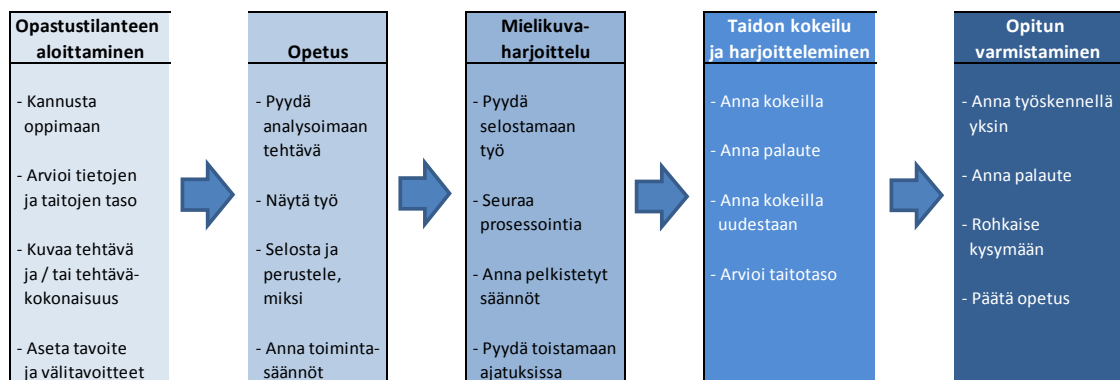 Opastustilanteen
aloittaminen
- Kannusta
oppimaan
- Arvioi tietojen
ja taitojen taso
- Kuvaa tehtävä
ja / tai tehtävä-
kokonaisuus
- Aseta tavoite
ja välitavoitteet
Opetus
- Pyydä
analysoimaan
tehtävä
- Näytä työ
- Selosta ja
perustele,
miksi
- Anna toiminta-
säännöt
Mielikuva-
harjoittelu
- Pyydä
selostamaan
työ
- Seuraa
prosessointia
- Anna pelkistetyt
säännöt
- Pyydä toistamaan
ajatuksissa
Taidon kokeilu
ja harjoitteleminen
- Anna kokeilla
- Anna palaute
- Anna kokeilla
uudestaan
- Arvioi taitotaso
Opitun
varmistaminen
- Anna työskennellä
yksin
- Anna palaute
- Rohkaise
kysymään
- Päätä opetus